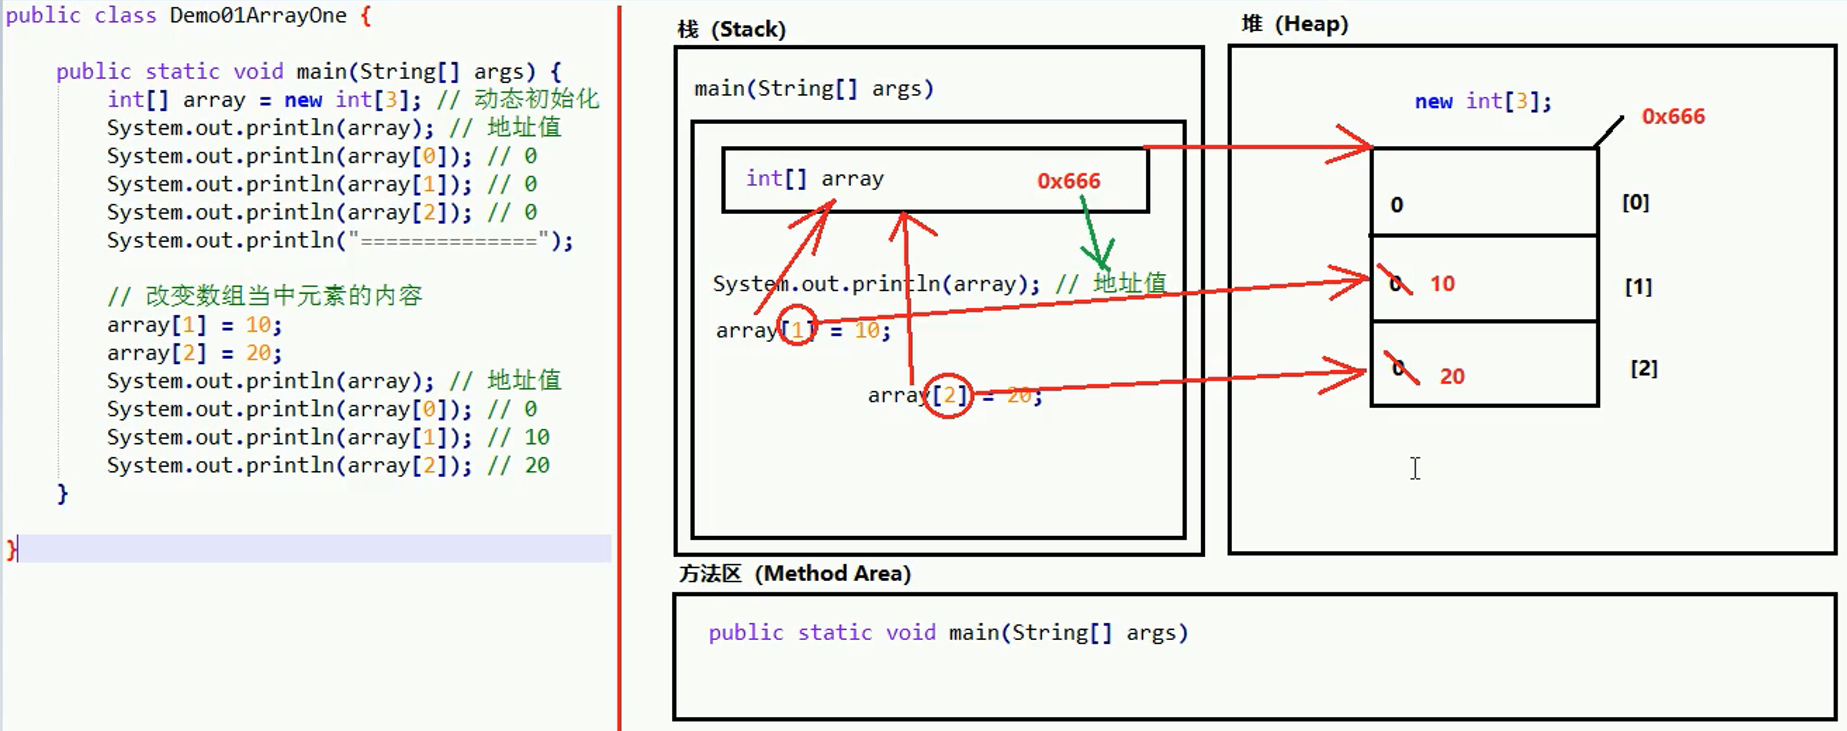 public class Demo01ArrayOne {
public static void main(String[] args) {
int[] array = new int[3]; // 动态初始化
System.out.println(array); // 地址值
System.out.println(array[0]); // 0
System.out.println(array[1]); // 0
System.out.println(array[2]); // 0
System.out.println("==============");
// 改变数组当中元素的内容
array[1] = 10;
array[2] = 20;
System.out.println(array); // 地址值
System.out.println(array[0]); // 0
System.out.println(array[1]); // 10
System.out.println(array[2]); // 20
}
}
栈 (Stack)
main(String[] args)
int[] array 0x666
System.out.println(array); // 地址值
array[1] = 10;
array[2] = 20;
堆 (Heap)
new int[3];
0x666
0 [0]
0 10 [1]
0 20 [2]
方法区 (Method Area)
public static void main(String[] args)